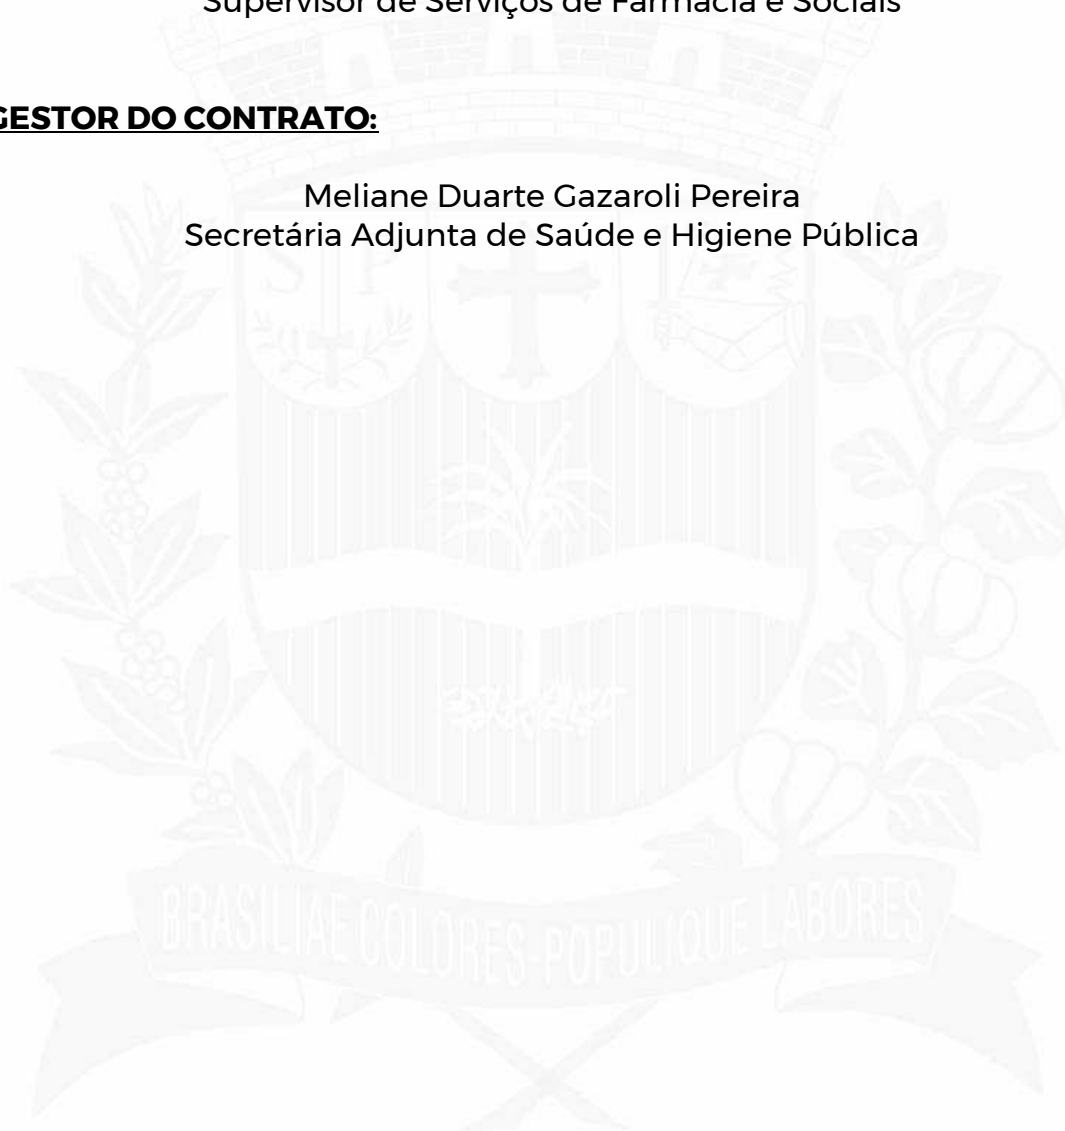 Supervisor de Serviços de Farmácia e Sociais
GESTOR DO CONTRATO:
Meliane Duarte Gazaroli Pereira
Secretária Adjunta de Saúde e Higiene Pública
S P
BRASILIAE COLORES POPULIQUE LABORES